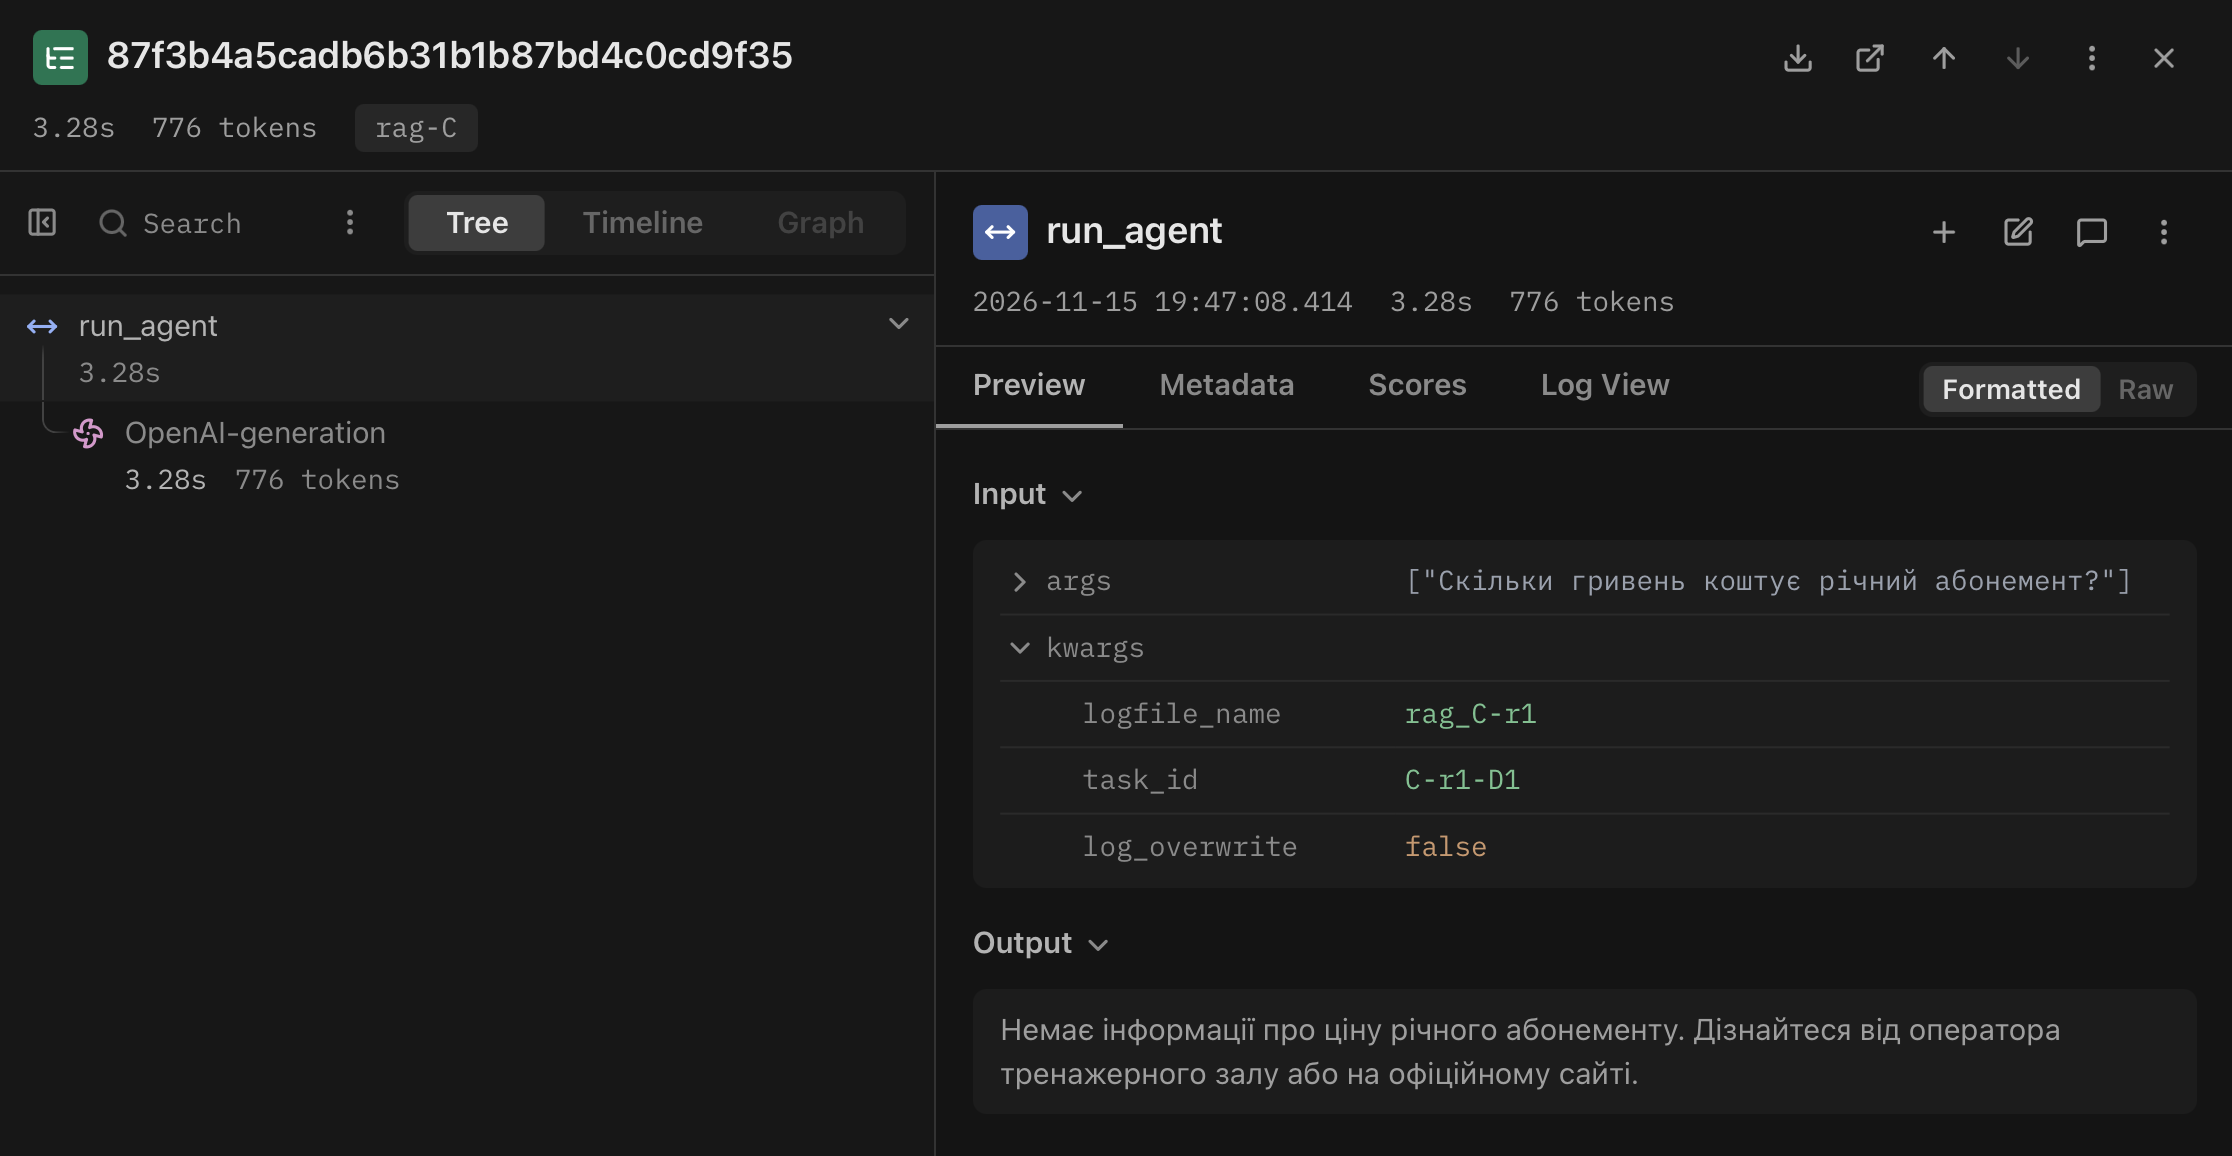 87f3b4a5cadb6b31b1b87bd4c0cd9f35
3.28s 776 tokens rag-C
Search Tree Timeline Graph
run_agent
3.28s
OpenAI-generation
3.28s 776 tokens
run_agent
2026-11-15 19:47:08.414 3.28s 776 tokens
Preview Metadata Scores Log View Formatted Raw
Input
args ["Скільки гривень коштує річний абонемент?"]
kwargs
logfile_name rag_C-r1
task_id C-r1-D1
log_overwrite false
Output
Немає інформації про ціну річного абонементу. Дізнайтеся від оператора
тренажерного залу або на офіційному сайті.